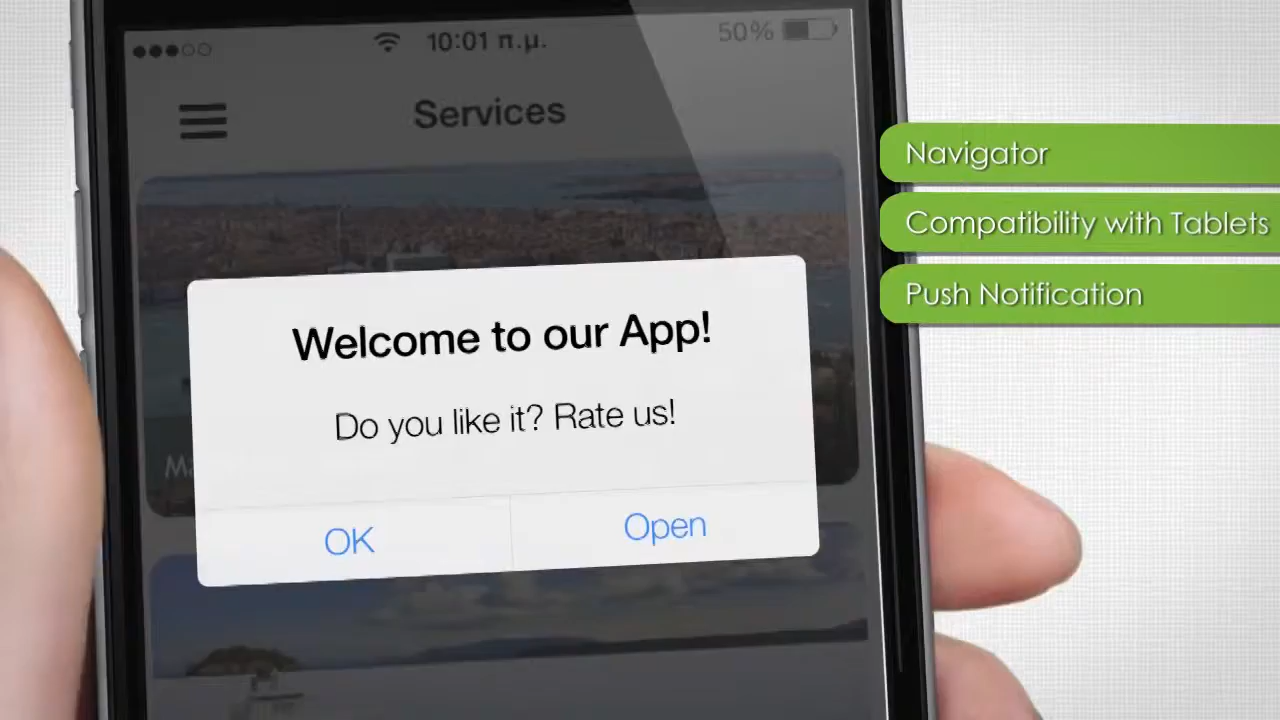 10:01 π.μ.
50%
Services
Navigator
Compatibility with Tablets
Push Notification
Welcome to our App!
Do you like it? Rate us!
OK
Open